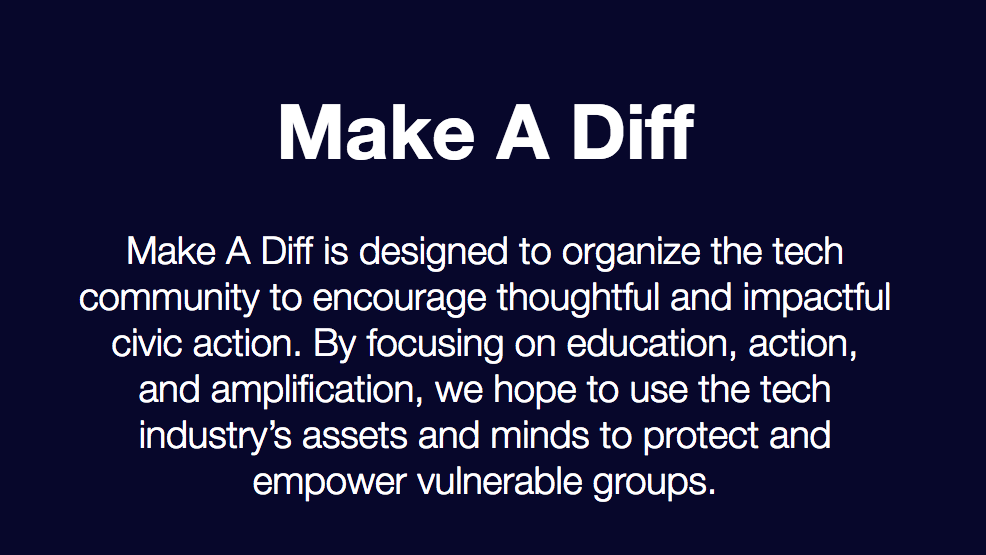 Make A Diff
Make A Diff is designed to organize the tech
community to encourage thoughtful and impactful
civic action. By focusing on education, action,
and amplification, we hope to use the tech
industry’s assets and minds to protect and
empower vulnerable groups.